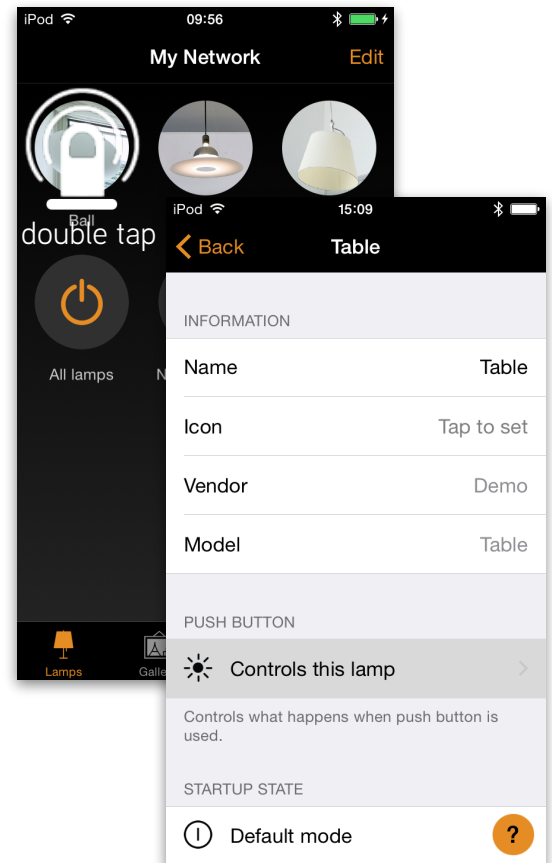 iPod 09:56
My Network Edit
Ball
double tap
All lamps
N
Lamps
Galle
iPod 15:09
Back Table
INFORMATION
Name Table
Icon Tap to set
Vendor Demo
Model Table
PUSH BUTTON
Controls this lamp
Controls what happens when push button is
used.
STARTUP STATE
Default mode ?